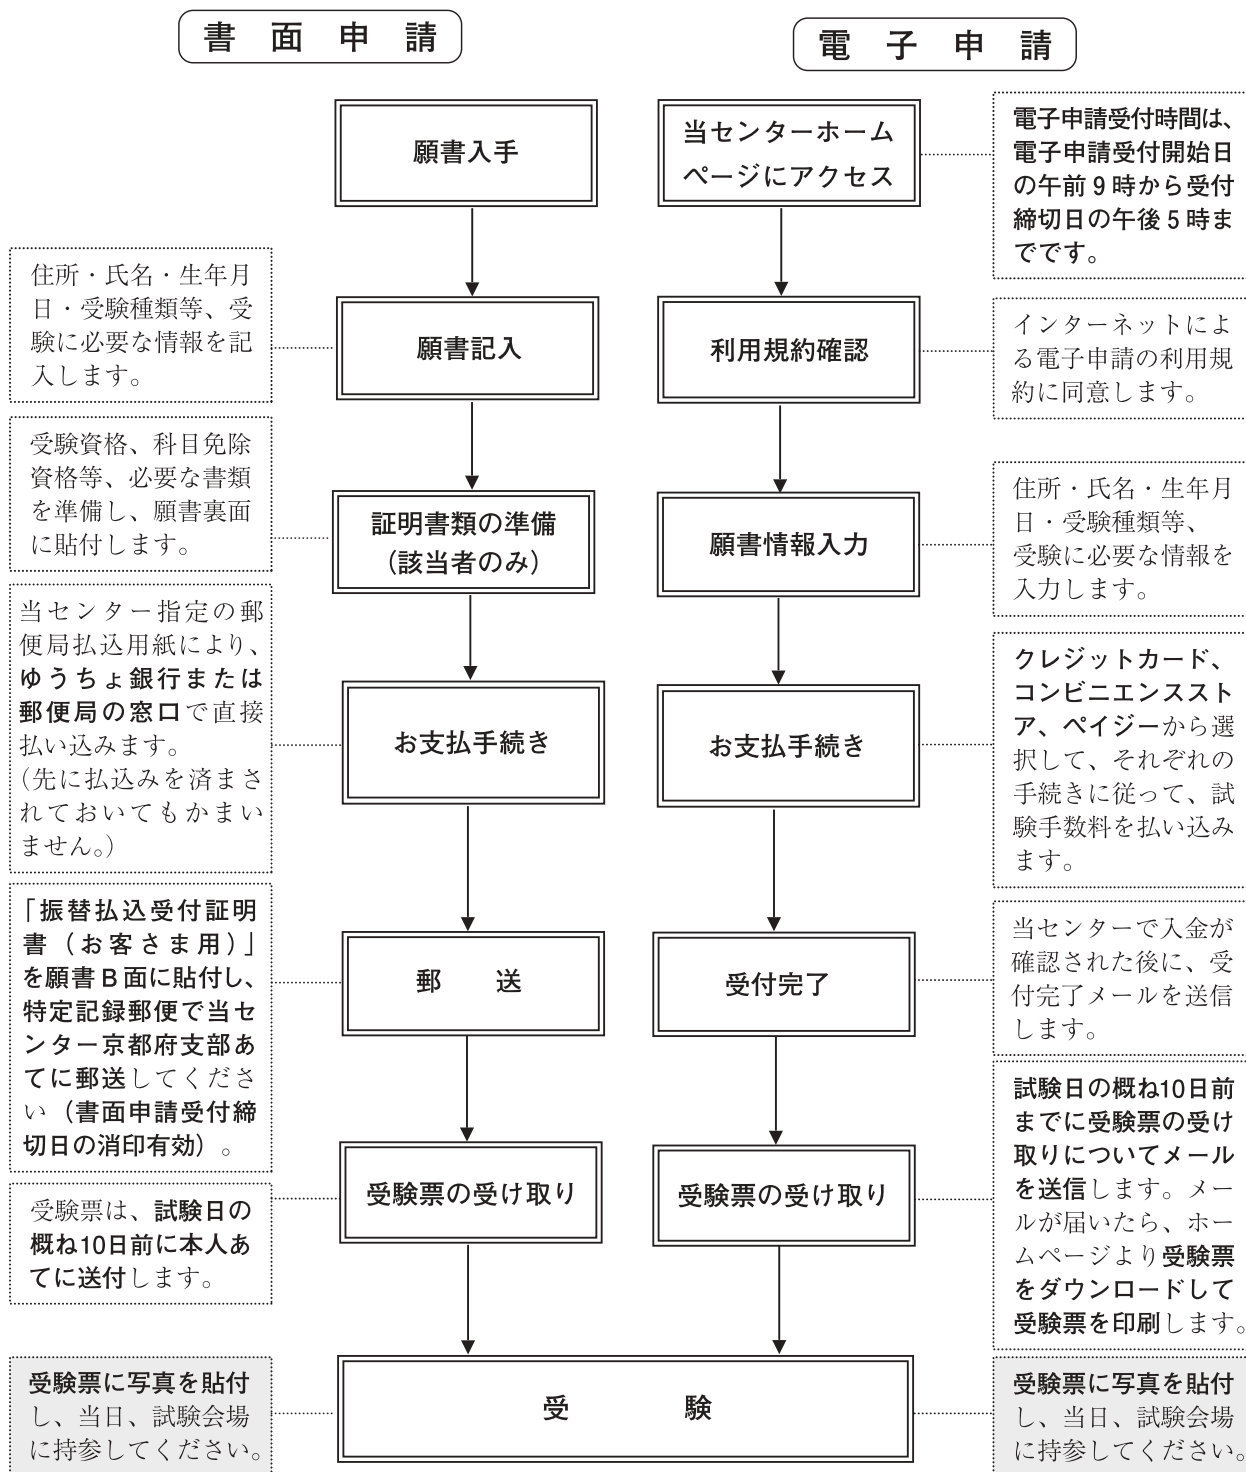 書　面　申　請
願書入手
住所・氏名・生年月
日・受験種類等、受
験に必要な情報を記
入します。
願書記入
受験資格、科目免除
資格等、必要な書類
を準備し、願書裏面
に貼付します。
証明書類の準備
(該当者のみ)
当センター指定の郵
便局払込用紙により、
ゆうちょ銀行または
郵便局の窓口で直接
払い込みます。
(先に払込みを済まさ
れておいてもかまい
ません。)
お支払手続き
「振替払込受付証明
書（お客さま用）」
を願書B面に貼付し、
特定記録郵便で当セ
ンター京都府支部あ
てに郵送してくださ
い（書面申請受付締
切日の消印有効）。
郵　　送
受験票は、試験日の
概ね10日前に本人あ
てに送付します。
受験票の受け取り
受験票に写真を貼付
し、当日、試験会場
に持参してください。
電　子　申　請
当センターホーム
ページにアクセス
電子申請受付時間は、
電子申請受付開始日
の午前9時から受付
締切日の午後5時ま
でです。
利用規約確認
インターネットによ
る電子申請の利用規
約に同意します。
願書情報入力
住所・氏名・生年月
日・受験種類等、
受験に必要な情報を
入力します。
お支払手続き
クレジットカード、
コンビニエンススト
ア、ペイジーから選
択して、それぞれの
手続きに従って、試
験手数料を払い込み
ます。
受付完了
当センターで入金が
確認された後に、受
付完了メールを送信
します。
受験票の受け取り
試験日の概ね10日前
までに受験票の受け
取りについてメール
を送信します。メー
ルが届いたら、ホー
ムページより受験票
をダウンロードして
受験票を印刷します。
受　　　験
受験票に写真を貼付
し、当日、試験会場
に持参してください。